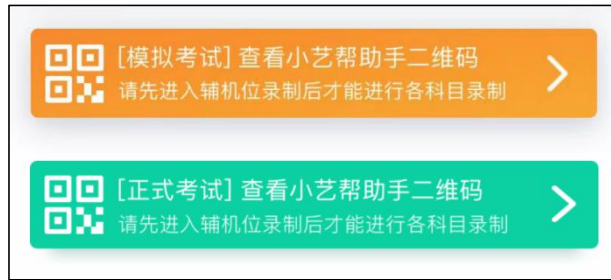 [模拟考试] 查看小艺帮助手二维码
请先进入辅机位录制后才能进行各科目录制
[正式考试] 查看小艺帮助手二维码
请先进入辅机位录制后才能进行各科目录制